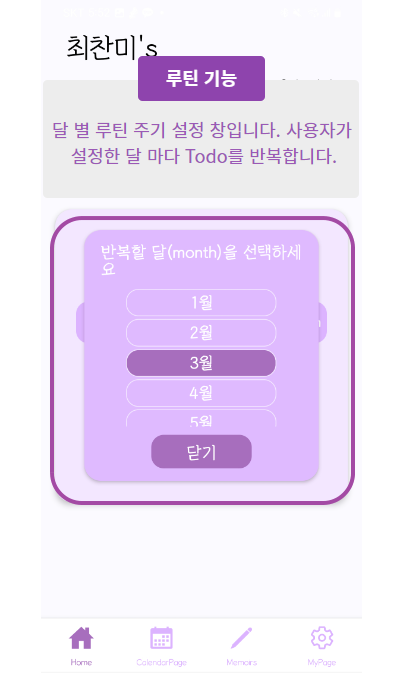 최찬미's
루틴 기능
달 별 루틴 주기 설정 창입니다. 사용자가
설정한 달 마다 Todo를 반복합니다.
반복할 달(month)을 선택하세
요
1월
2월
3월
4월
5월
닫기
Home
CalendarPage
Memoirs
MyPage